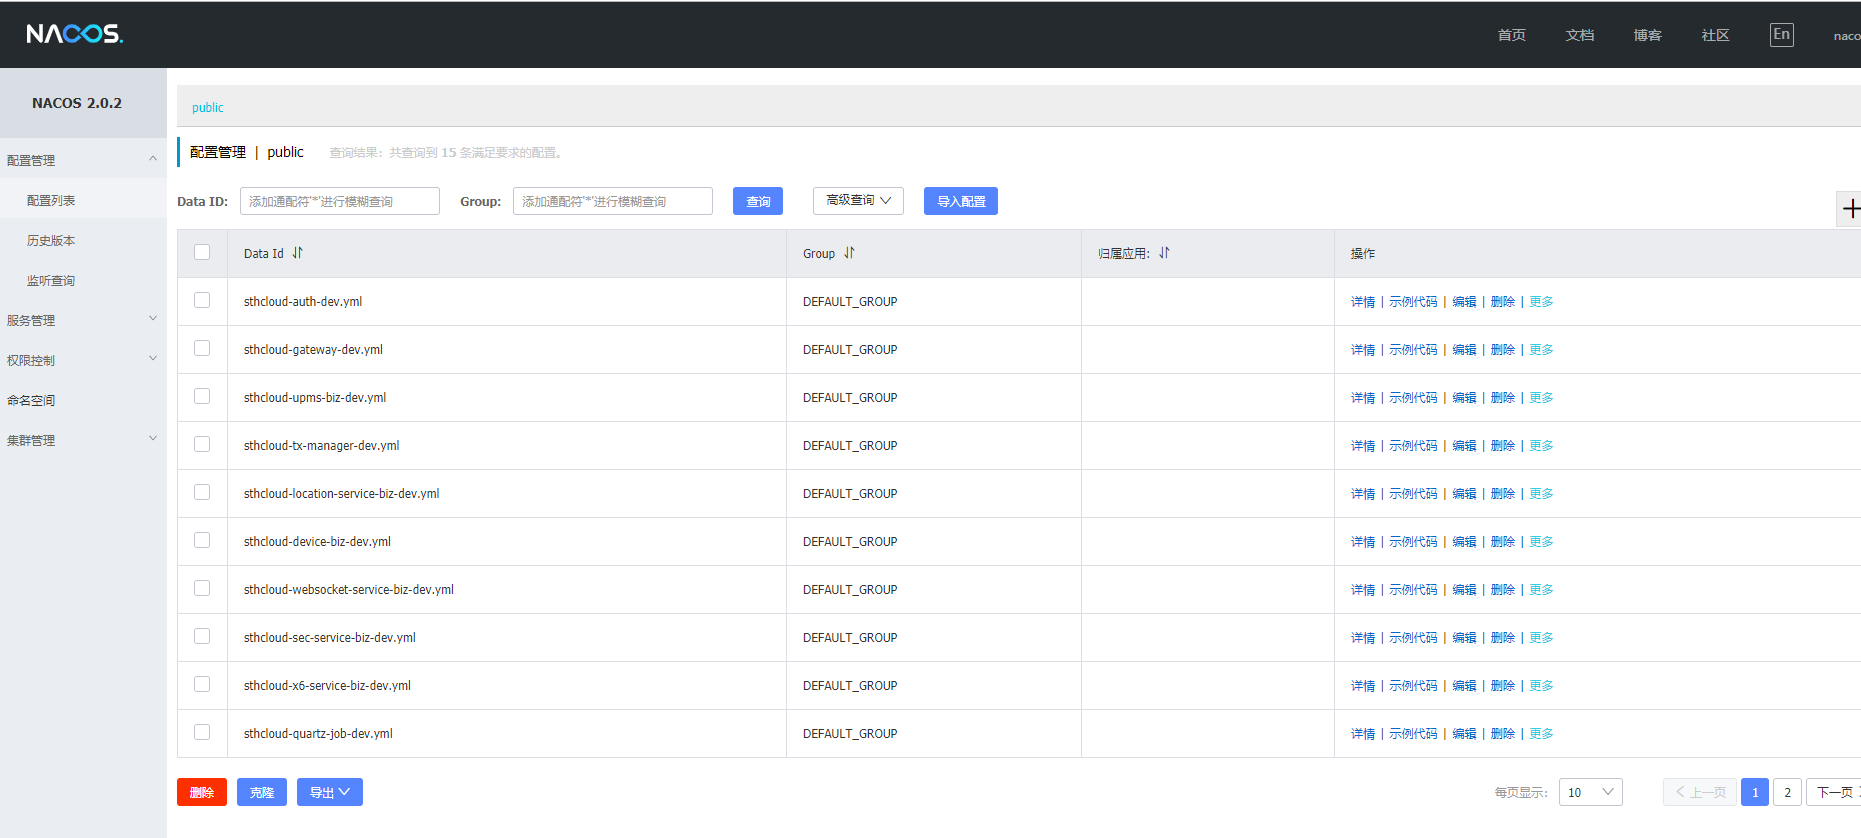 NACOS.
首页 文档 博客 社区 En naco
NACOS 2.0.2
public
配置管理
配置管理 | public 查询结果：共查询到 15 条满足要求的配置。
配置列表
历史版本
监听查询
服务管理
权限控制
命名空间
集群管理
Data ID: 添加通配符'*'进行模糊查询 Group: 添加通配符'*'进行模糊查询 查询 高级查询 导入配置
Data Id Group 归属应用: 操作
sthcloud-auth-dev.yml DEFAULT_GROUP 详情 | 示例代码 | 编辑 | 删除 | 更多
sthcloud-gateway-dev.yml DEFAULT_GROUP 详情 | 示例代码 | 编辑 | 删除 | 更多
sthcloud-upms-biz-dev.yml DEFAULT_GROUP 详情 | 示例代码 | 编辑 | 删除 | 更多
sthcloud-tx-manager-dev.yml DEFAULT_GROUP 详情 | 示例代码 | 编辑 | 删除 | 更多
sthcloud-location-service-biz-dev.yml DEFAULT_GROUP 详情 | 示例代码 | 编辑 | 删除 | 更多
sthcloud-device-biz-dev.yml DEFAULT_GROUP 详情 | 示例代码 | 编辑 | 删除 | 更多
sthcloud-websocket-service-biz-dev.yml DEFAULT_GROUP 详情 | 示例代码 | 编辑 | 删除 | 更多
sthcloud-sec-service-biz-dev.yml DEFAULT_GROUP 详情 | 示例代码 | 编辑 | 删除 | 更多
sthcloud-x6-service-biz-dev.yml DEFAULT_GROUP 详情 | 示例代码 | 编辑 | 删除 | 更多
sthcloud-quartz-job-dev.yml DEFAULT_GROUP 详情 | 示例代码 | 编辑 | 删除 | 更多
删除 克隆 导出 每页显示: 10 上一页 1 2 下一页